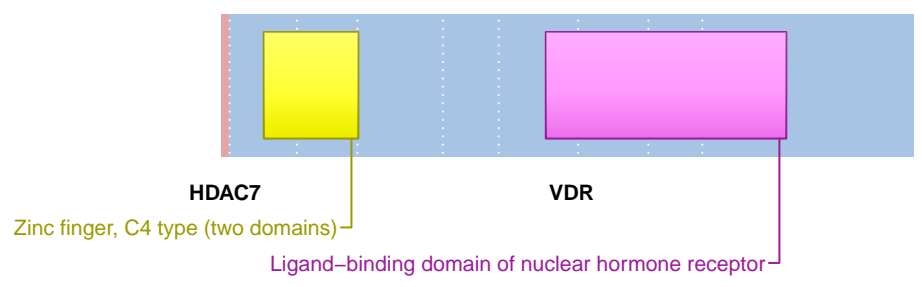 HDAC7 VDR
Zinc finger, C4 type (two domains)
Ligand−binding domain of nuclear hormone receptor